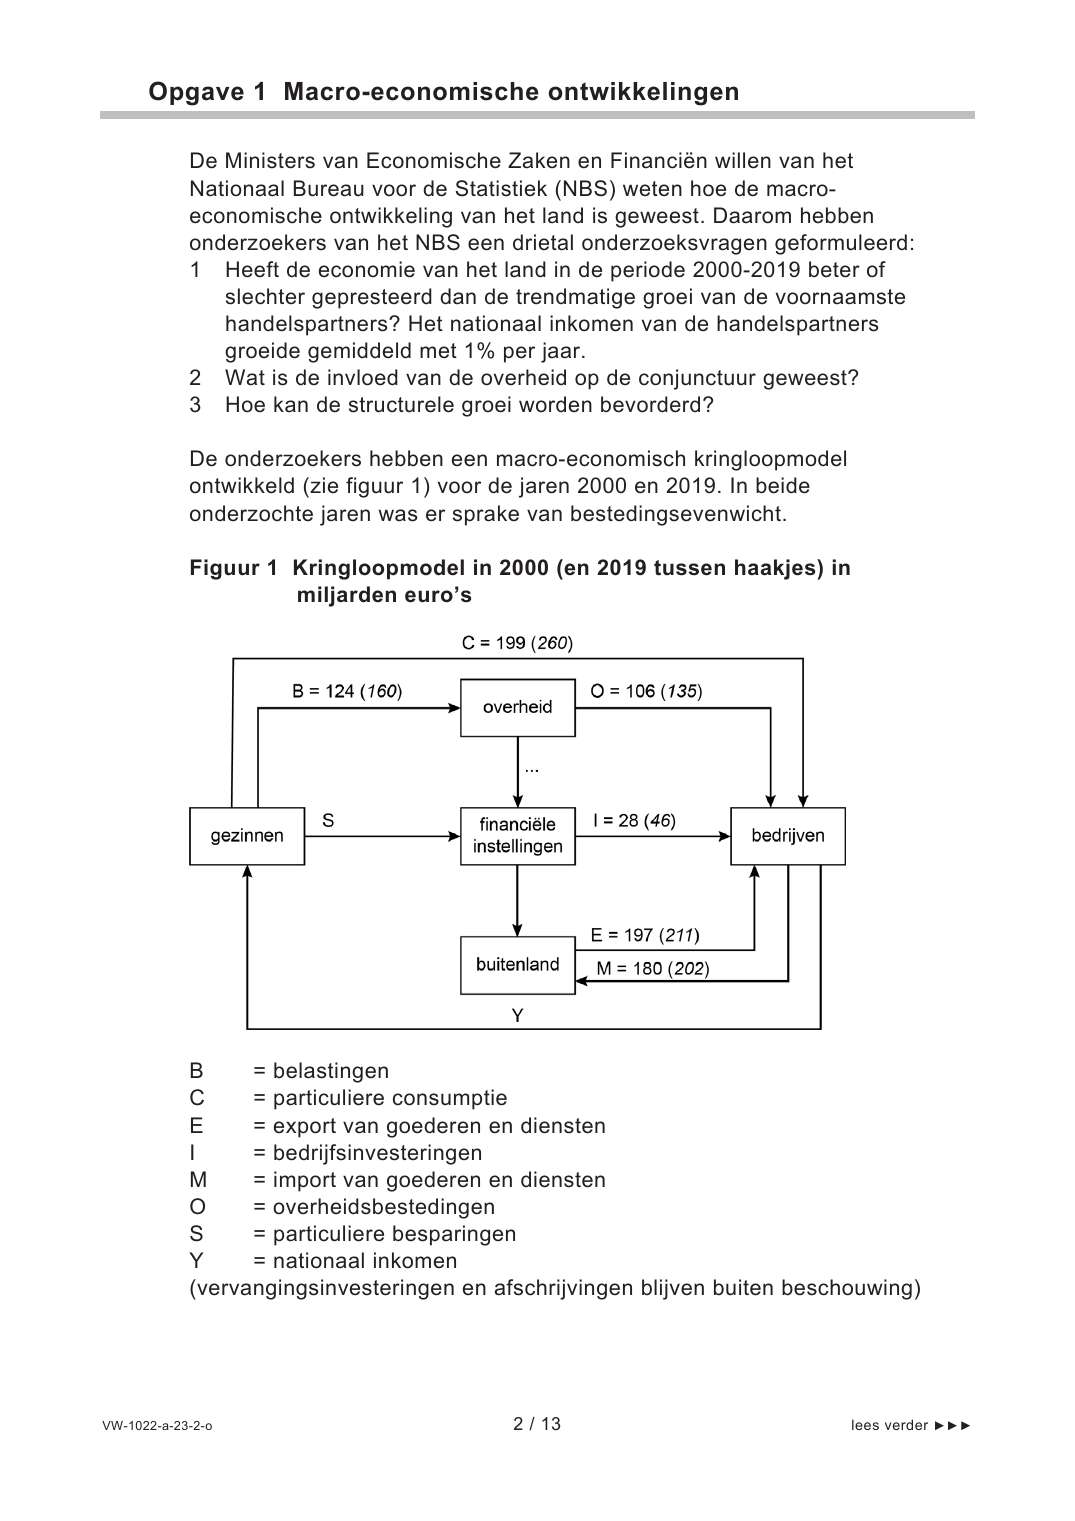 Opgave 1 Macro-economische ontwikkelingen
De Ministers van Economische Zaken en Financiën willen van het
Nationaal Bureau voor de Statistiek (NBS) weten hoe de macro-
economische ontwikkeling van het land is geweest. Daarom hebben
onderzoekers van het NBS een drietal onderzoeksvragen geformuleerd:
1 Heeft de economie van het land in de periode 2000-2019 beter of
slechter gepresteerd dan de trendmatige groei van de voornaamste
handelspartners? Het nationaal inkomen van de handelspartners
groeide gemiddeld met 1% per jaar.
2 Wat is de invloed van de overheid op de conjunctuur geweest?
3 Hoe kan de structurele groei worden bevorderd?
De onderzoekers hebben een macro-economisch kringloopmodel
ontwikkeld (zie figuur 1) voor de jaren 2000 en 2019. In beide
onderzochte jaren was er sprake van bestedingsevenwicht.
Figuur 1 Kringloopmodel in 2000 (en 2019 tussen haakjes) in
miljarden euro's
C = 199 (260)
B = 124 (160)
overheid
O = 106 (135)
...
gezinnen
S
financiële
instellingen
I = 28 (46)
bedrijven
buitenland
E = 197 (211)
M = 180 (202)
Y
B = belastingen
C = particuliere consumptie
E = export van goederen en diensten
I = bedrijfsinvesteringen
M = import van goederen en diensten
O = overheidsbestedingen
S = particuliere besparingen
Y = nationaal inkomen
(vervangingsinvesteringen en afschrijvingen blijven buiten beschouwing)
VW-1022-a-23-2-o
2 / 13
lees verder ►►►